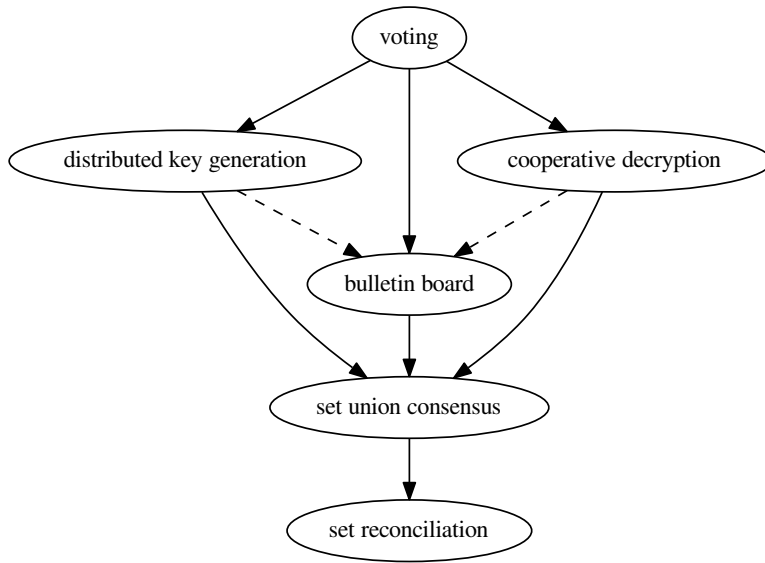 voting
distributed key generation
cooperative decryption
bulletin board
set union consensus
set reconciliation